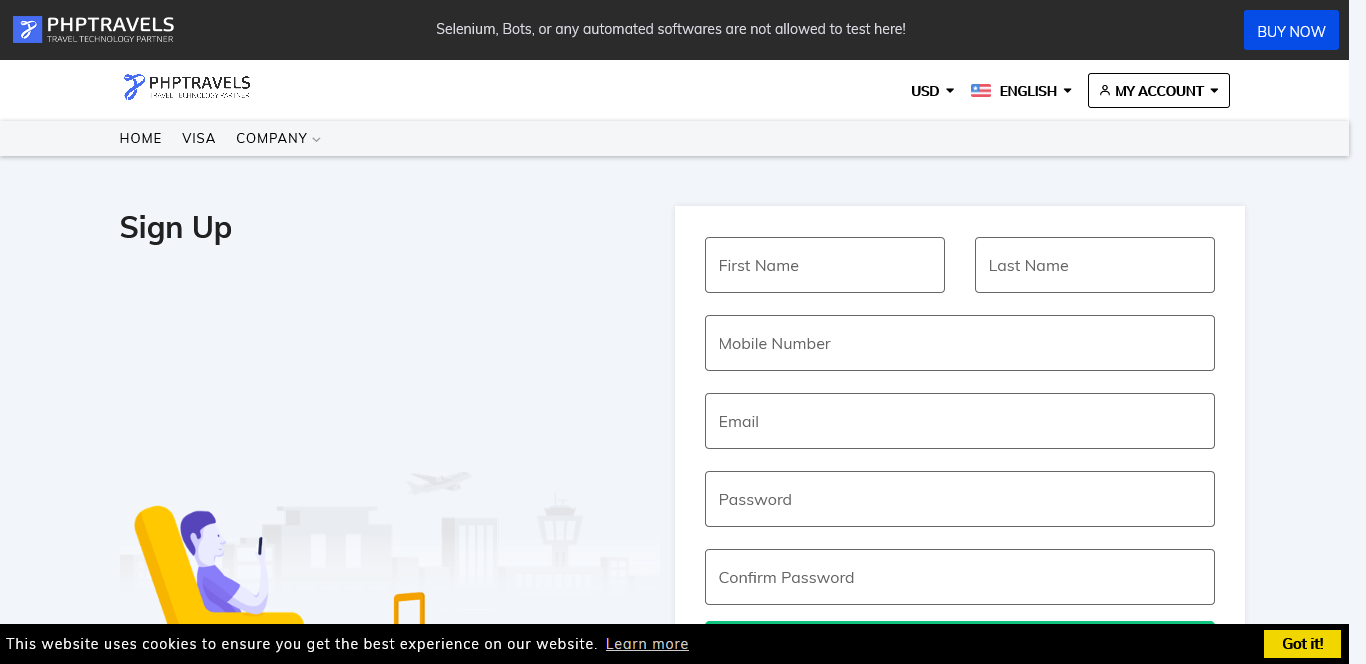 PHPTRAVELS
TRAVEL TECHNOLOGY PARTNER
Selenium, Bots, or any automated softwares are not allowed to test here!
BUY NOW
PHPTRAVELS
TRAVEL TECHNOLOGY PARTNER
USD
ENGLISH
MY ACCOUNT
HOME
VISA
COMPANY
Sign Up
First Name
Last Name
Mobile Number
Email
Password
Confirm Password
This website uses cookies to ensure you get the best experience on our website. Learn more
Got it!